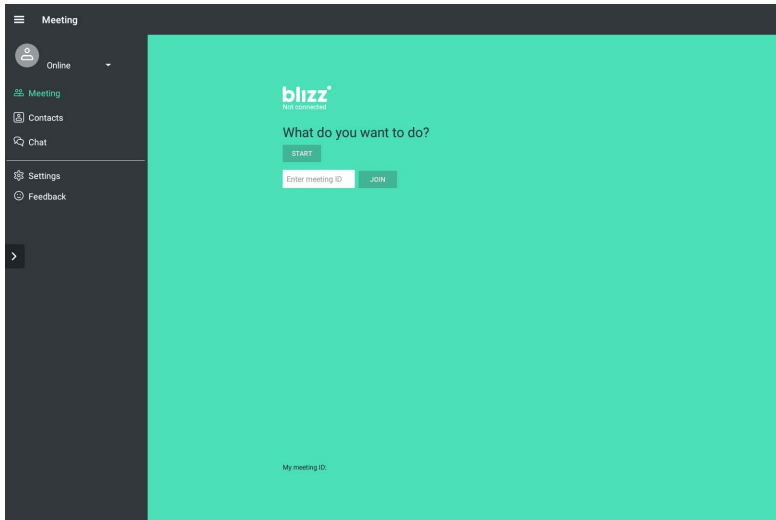 Meeting
Online
Meeting
Contacts
Chat
Settings
Feedback
blizz
Not connected
What do you want to do?
START
Enter meeting ID
JOIN
My meeting ID: